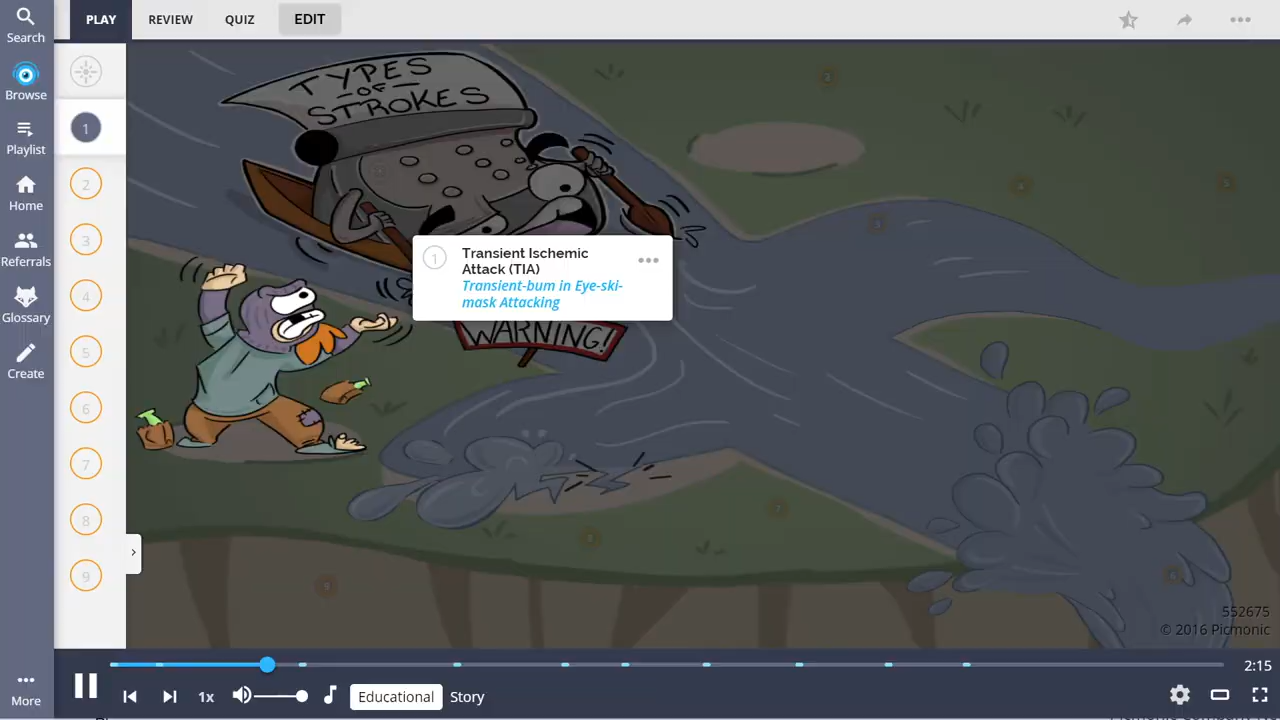 Search
Browse
Playlist
Home
Referrals
Glossary
Create
More
PLAY
REVIEW
QUIZ
EDIT
1
2
3
4
5
6
7
8
9
TYPES
OF
STROKES
1
Transient Ischemic
Attack (TIA)
Transient-bum in Eye-ski-
mask Attacking
WARNING!
552675
© 2016 Picmonic
2:15
1x
Educational
Story